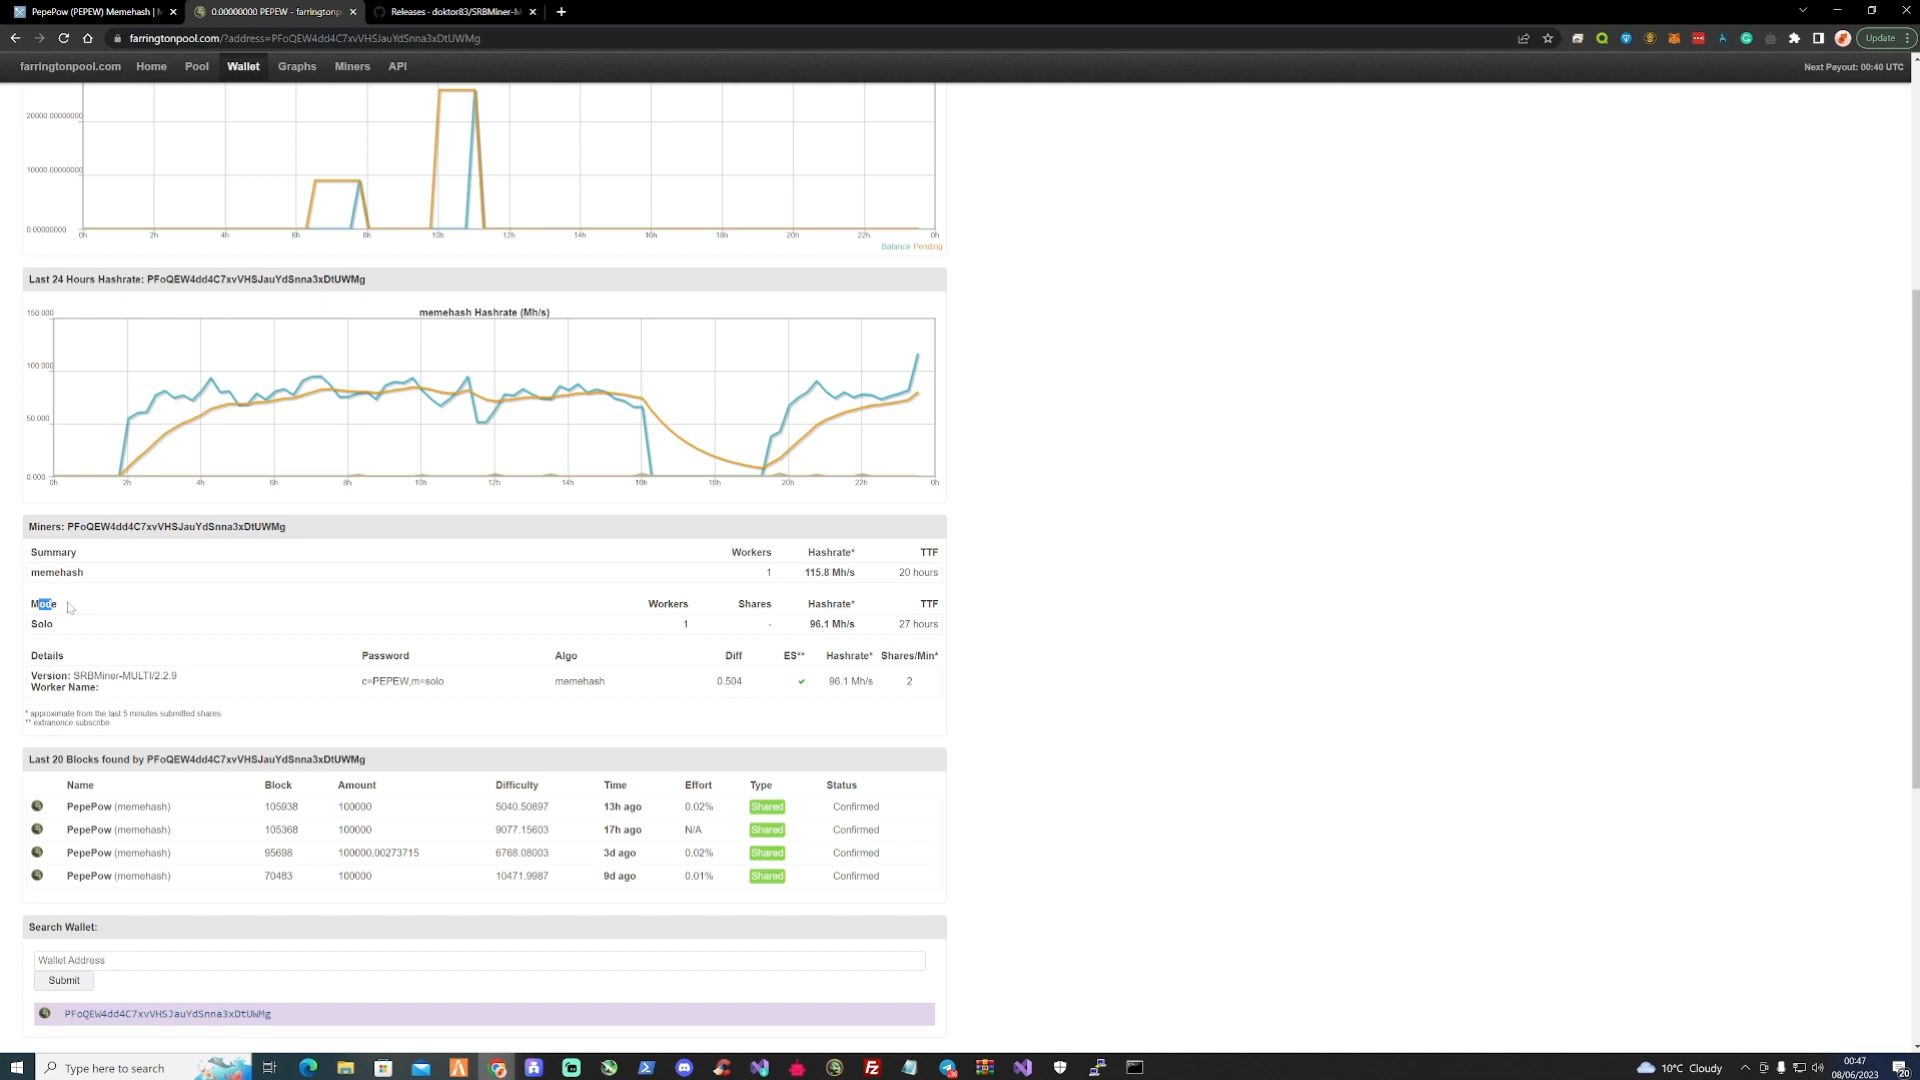 PepePow (PEPEW) Memehash | M
0.00000000 PEPEW - farringtonp
Releases - doktor83/SRBMiner-M
farringtonpool.com/?address=PFoQEW4dd4C7xvVHSJauYdSnna3xDtUWMg
Update
farringtonpool.com Home Pool Wallet Graphs Miners API
Next Payout: 00:40 UTC
20000.00000000
10000.00000000
0.00000000
0h 2h 4h 6h 8h 10h 12h 14h 16h 18h 20h 22h 0h
Balance Pending
Last 24 Hours Hashrate: PFoQEW4dd4C7xvVHSJauYdSnna3xDtUWMg
memehash Hashrate (Mh/s)
150.000
100.000
50.000
0.000
0h 2h 4h 6h 8h 10h 12h 14h 16h 18h 20h 22h 0h
Miners: PFoQEW4dd4C7xvVHSJauYdSnna3xDtUWMg
Summary Workers Hashrate* TTF
memehash 1 115.8 Mh/s 20 hours
Mode Workers Shares Hashrate* TTF
Solo 1 - 96.1 Mh/s 27 hours
Details Password Algo Diff ES** Hashrate* Shares/Min*
Version: SRBMiner-MULTI/2.2.9
Worker Name:
c=PEPEW,m=solo memehash 0.504 96.1 Mh/s 2
* approximate from the last 5 minutes submitted shares
** extranonce subscribe
Last 20 Blocks found by PFoQEW4dd4C7xvVHSJauYdSnna3xDtUWMg
Name Block Amount Difficulty Time Effort Type Status
PepePow (memehash) 105938 100000 5040.50897 13h ago 0.02% Shared Confirmed
PepePow (memehash) 105368 100000 9077.15603 17h ago N/A Shared Confirmed
PepePow (memehash) 95698 100000.00273715 6768.08003 3d ago 0.02% Shared Confirmed
PepePow (memehash) 70483 100000 10471.9987 9d ago 0.01% Shared Confirmed
Search Wallet:
Wallet Address
Submit
PFoQEW4dd4C7xvVHSJauYdSnna3xDtUWMg
Type here to search
10°C Cloudy
00:47
08/06/2023
20